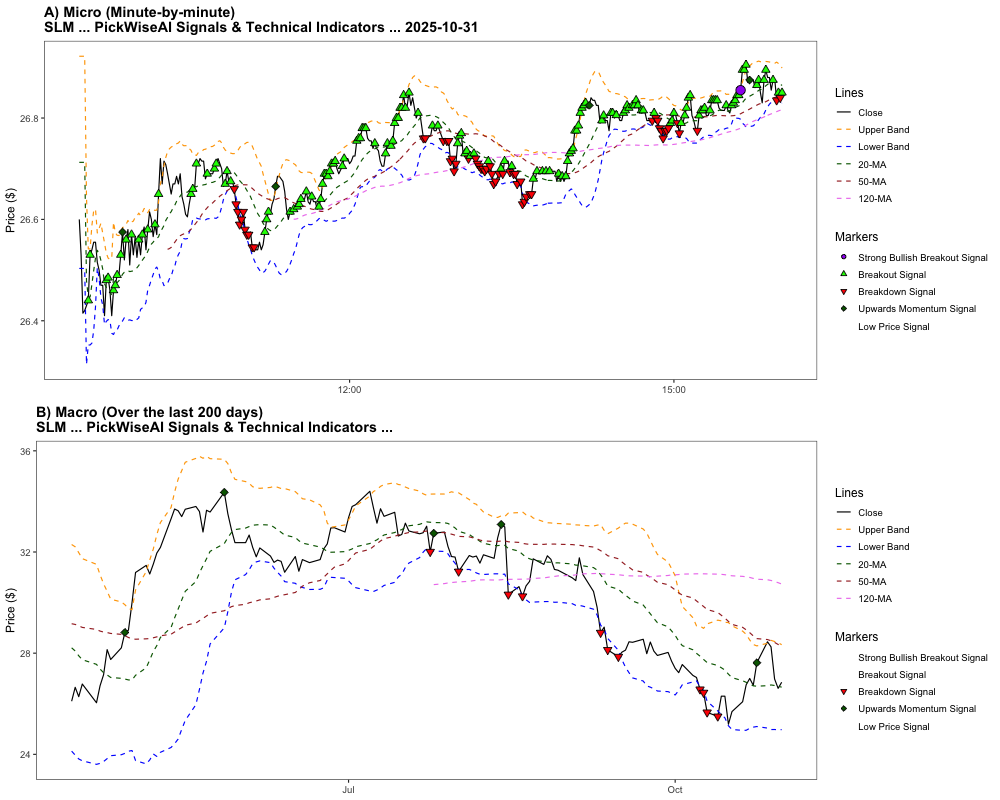 A) Micro (Minute-by-minute)
SLM ... PickWiseAI Signals & Technical Indicators ... 2025-10-31
Price ($)
26.8
26.6
26.4
12:00
15:00
Lines
Close
Upper Band
Lower Band
20-MA
50-MA
120-MA
Markers
Strong Bullish Breakout Signal
Breakout Signal
Breakdown Signal
Upwards Momentum Signal
Low Price Signal
B) Macro (Over the last 200 days)
SLM ... PickWiseAI Signals & Technical Indicators ...
Price ($)
36
32
28
24
Jul
Oct
Lines
Close
Upper Band
Lower Band
20-MA
50-MA
120-MA
Markers
Strong Bullish Breakout Signal
Breakout Signal
Breakdown Signal
Upwards Momentum Signal
Low Price Signal